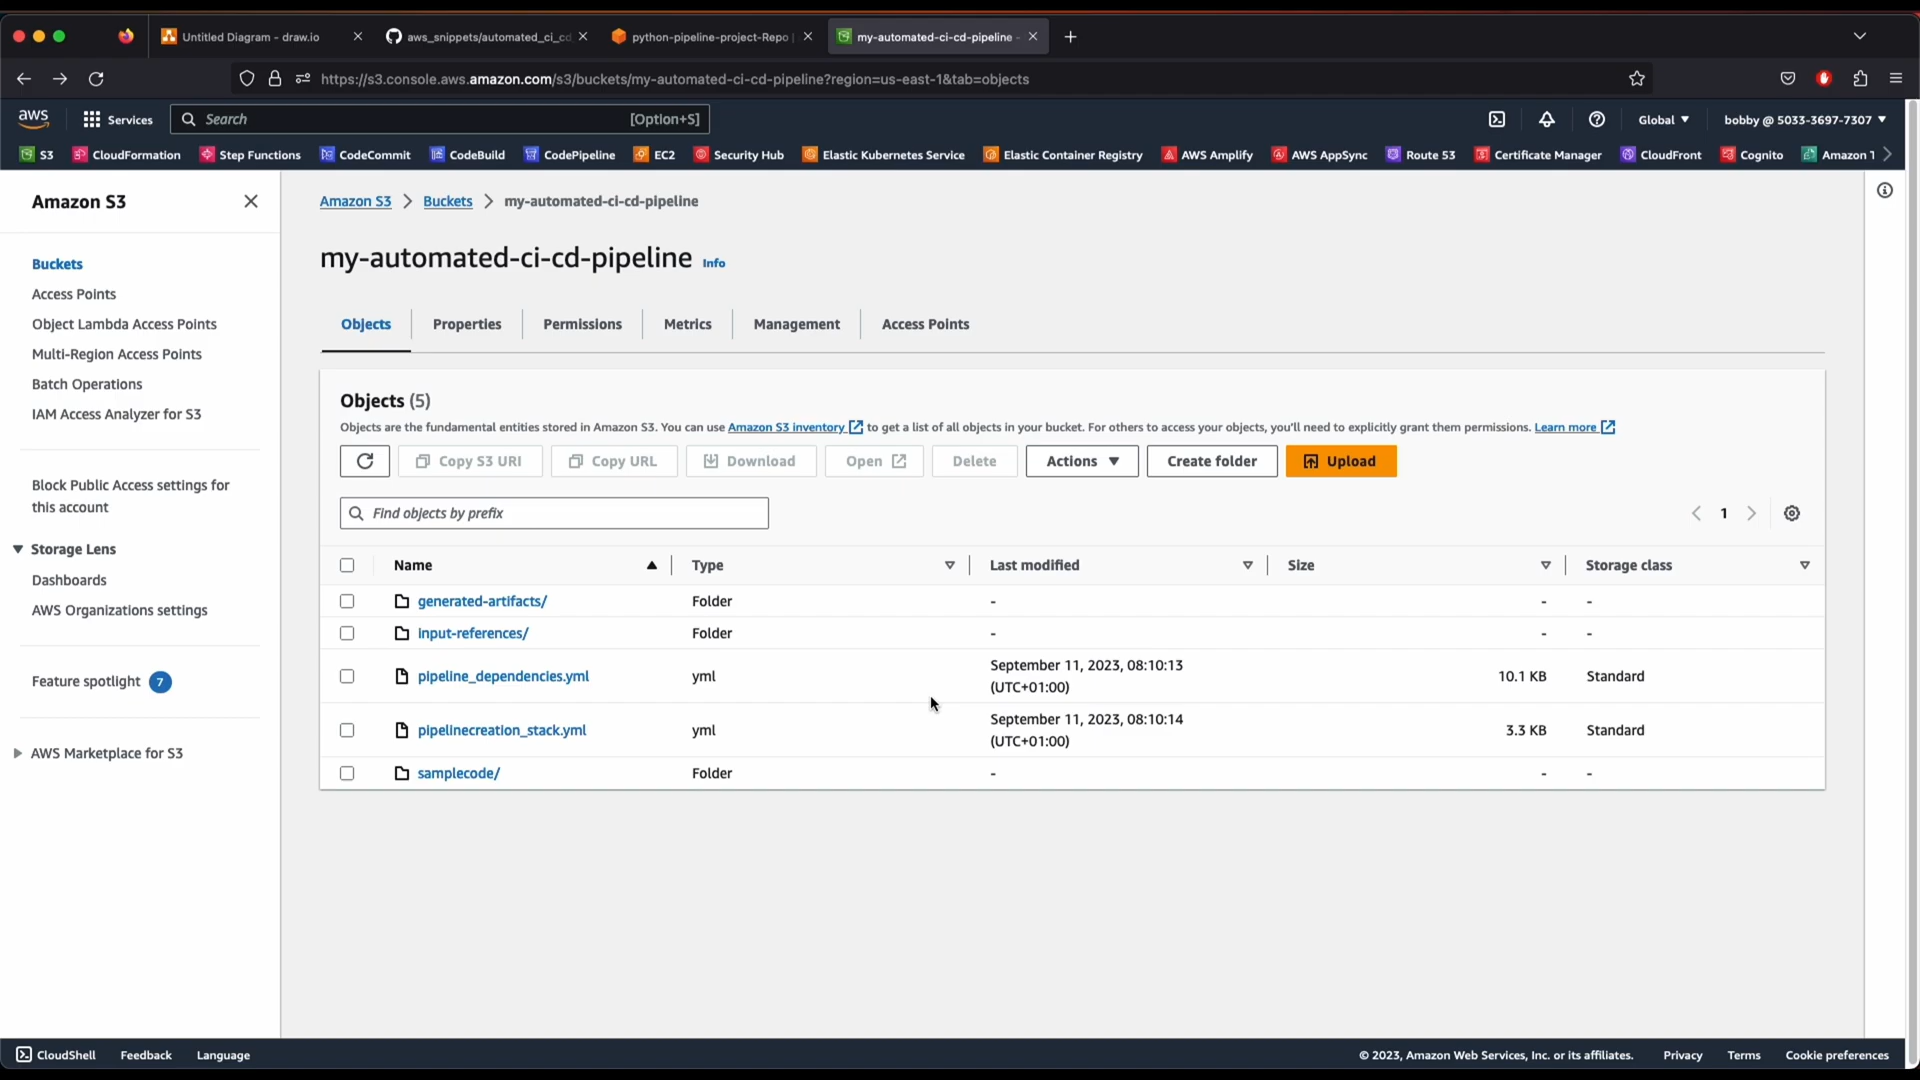 Untitled Diagram - draw.io
aws_snippets/automated_ci_cd
python-pipeline-project-Repo
my-automated-ci-cd-pipeline -
https://s3.console.aws.amazon.com/s3/buckets/my-automated-ci-cd-pipeline?region=us-east-1&tab=objects
aws
Services
Search
[Option+S]
Global
bobby @ 5033-3697-7307
S3
CloudFormation
Step Functions
CodeCommit
CodeBuild
CodePipeline
EC2
Security Hub
Elastic Kubernetes Service
Elastic Container Registry
AWS Amplify
AWS AppSync
Route 53
Certificate Manager
CloudFront
Cognito
Amazon
Amazon S3
Buckets
Access Points
Object Lambda Access Points
Multi-Region Access Points
Batch Operations
IAM Access Analyzer for S3
Block Public Access settings for
this account
Storage Lens
Dashboards
AWS Organizations settings
Feature spotlight 7
AWS Marketplace for S3
Amazon S3 > Buckets > my-automated-ci-cd-pipeline
my-automated-ci-cd-pipeline Info
Objects
Properties
Permissions
Metrics
Management
Access Points
Objects (5)
Objects are the fundamental entities stored in Amazon S3. You can use Amazon S3 inventory to get a list of all objects in your bucket. For others to access your objects, you'll need to explicitly grant them permissions. Learn more
Copy S3 URI
Copy URL
Download
Open
Delete
Actions
Create folder
Upload
Find objects by prefix
1
Name
Type
Last modified
Size
Storage class
generated-artifacts/ Folder - - -
input-references/ Folder - - -
pipeline_dependencies.yml yml September 11, 2023, 08:10:13 (UTC+01:00) 10.1 KB Standard
pipelinecreation_stack.yml yml September 11, 2023, 08:10:14 (UTC+01:00) 3.3 KB Standard
samplecode/ Folder - - -
CloudShell
Feedback
Language
© 2023, Amazon Web Services, Inc. or its affiliates.
Privacy
Terms
Cookie preferences